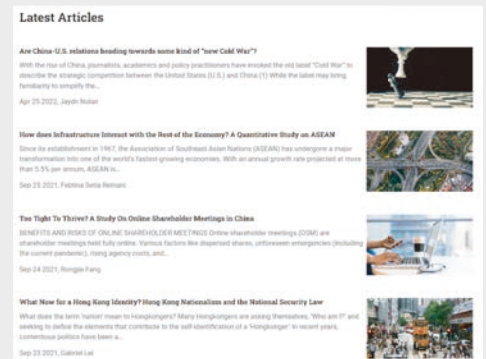 Latest Articles
Are China-U.S. relations heading towards some kind of "new Cold War"?
With the rise of China, journalists, academics and policy practitioners have invoked the old label "Cold War" to
describe the strategic competition between the United States (U.S.) and China (1) While the label may bring
familiarity to simplify the...
Apr 25 2022, Jaydn Nolan
How does Infrastructure Interact with the Rest of the Economy? A Quantitative Study on ASEAN
Since its establishment in 1967, the Association of Southeast Asian Nations (ASEAN) has undergone a major
transformation into one of the world's fastest-growing economies. With an annual growth rate projected at more
than 5.5% per annum, ASEAN is...
Sep 25 2021, Setia
Too Tight To Thrive? A Study On Online Shareholder Meetings in China
BENEFITS AND RISKS OF ONLINE SHAREHOLDER MEETINGS Online shareholder meetings (OSM) are
shareholder meetings held fully online. Various factors like dispersed shares, unforeseen emergencies (including
the current pandemic), rising agency costs, and...
Sep 24 2021, Rongjie Fang
What Now for a Hong Kong Identity? Hong Kong Nationalism and the National Security Law
What does the term 'nation' mean to Hongkongers? Many Hongkongers are asking themselves, 'Who am I?' and
seeking to define the elements that contribute to the self-identification of a 'Hongkonger.' In recent years,
contentious politics have been a...
Sep 23 2021, Gabriel Lei